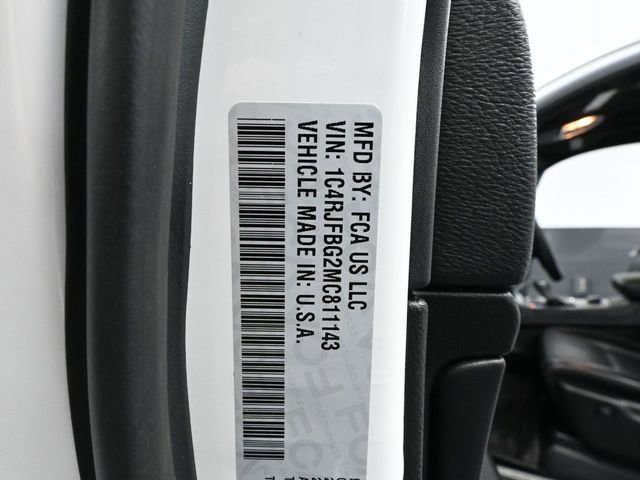 MFD BY: FCA US LLC
VIN: 1C4RJFBG2MC811143
VEHICLE MADE IN: U.S.A.